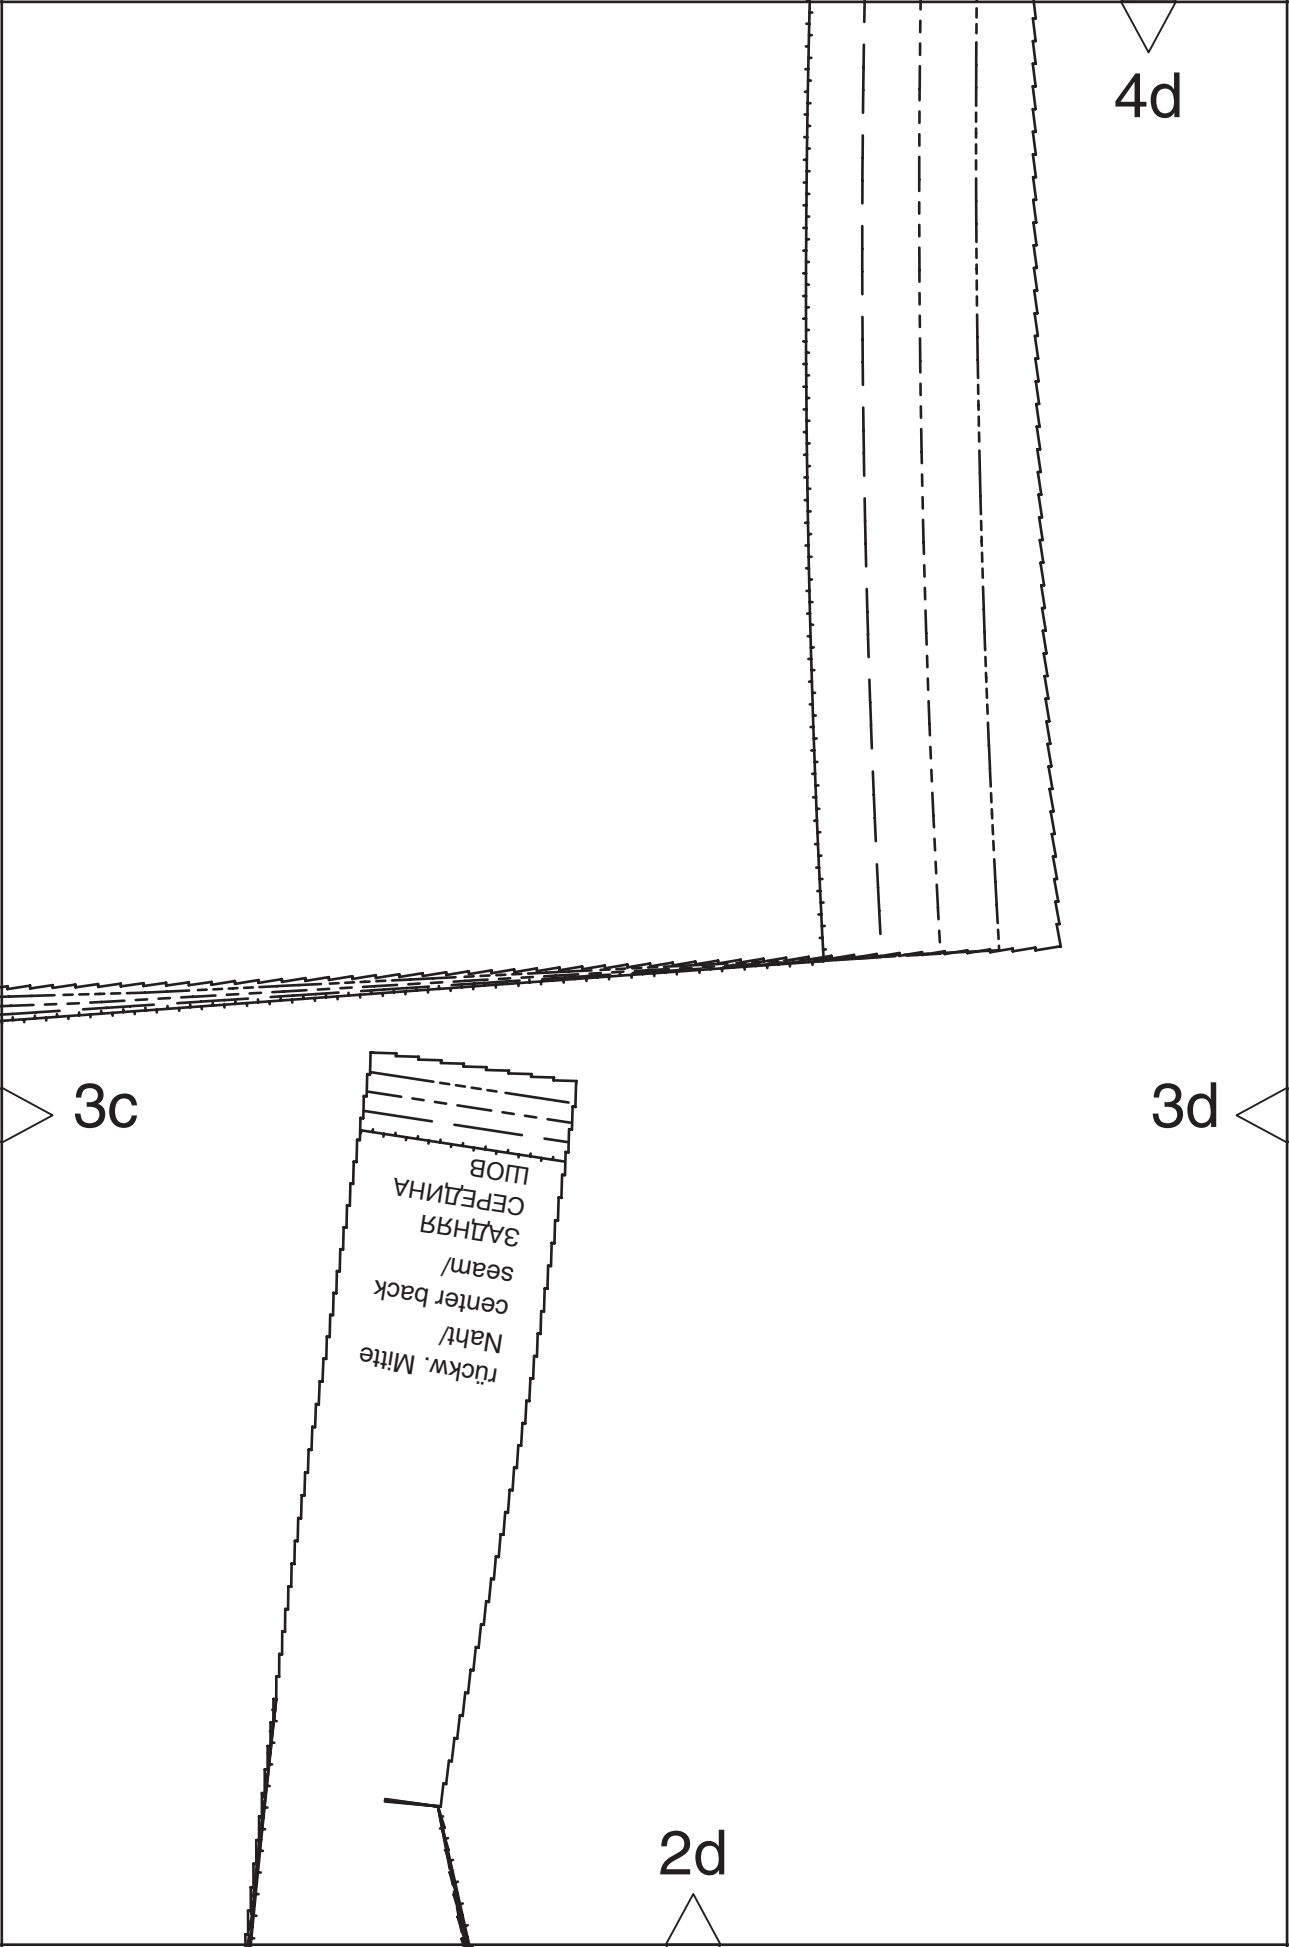 4d
3c
3d
rückw. Mitte
Naht/
center back
seam/
ЗАДНЯЯ
СЕРЕДИНА
ШОВ
2d